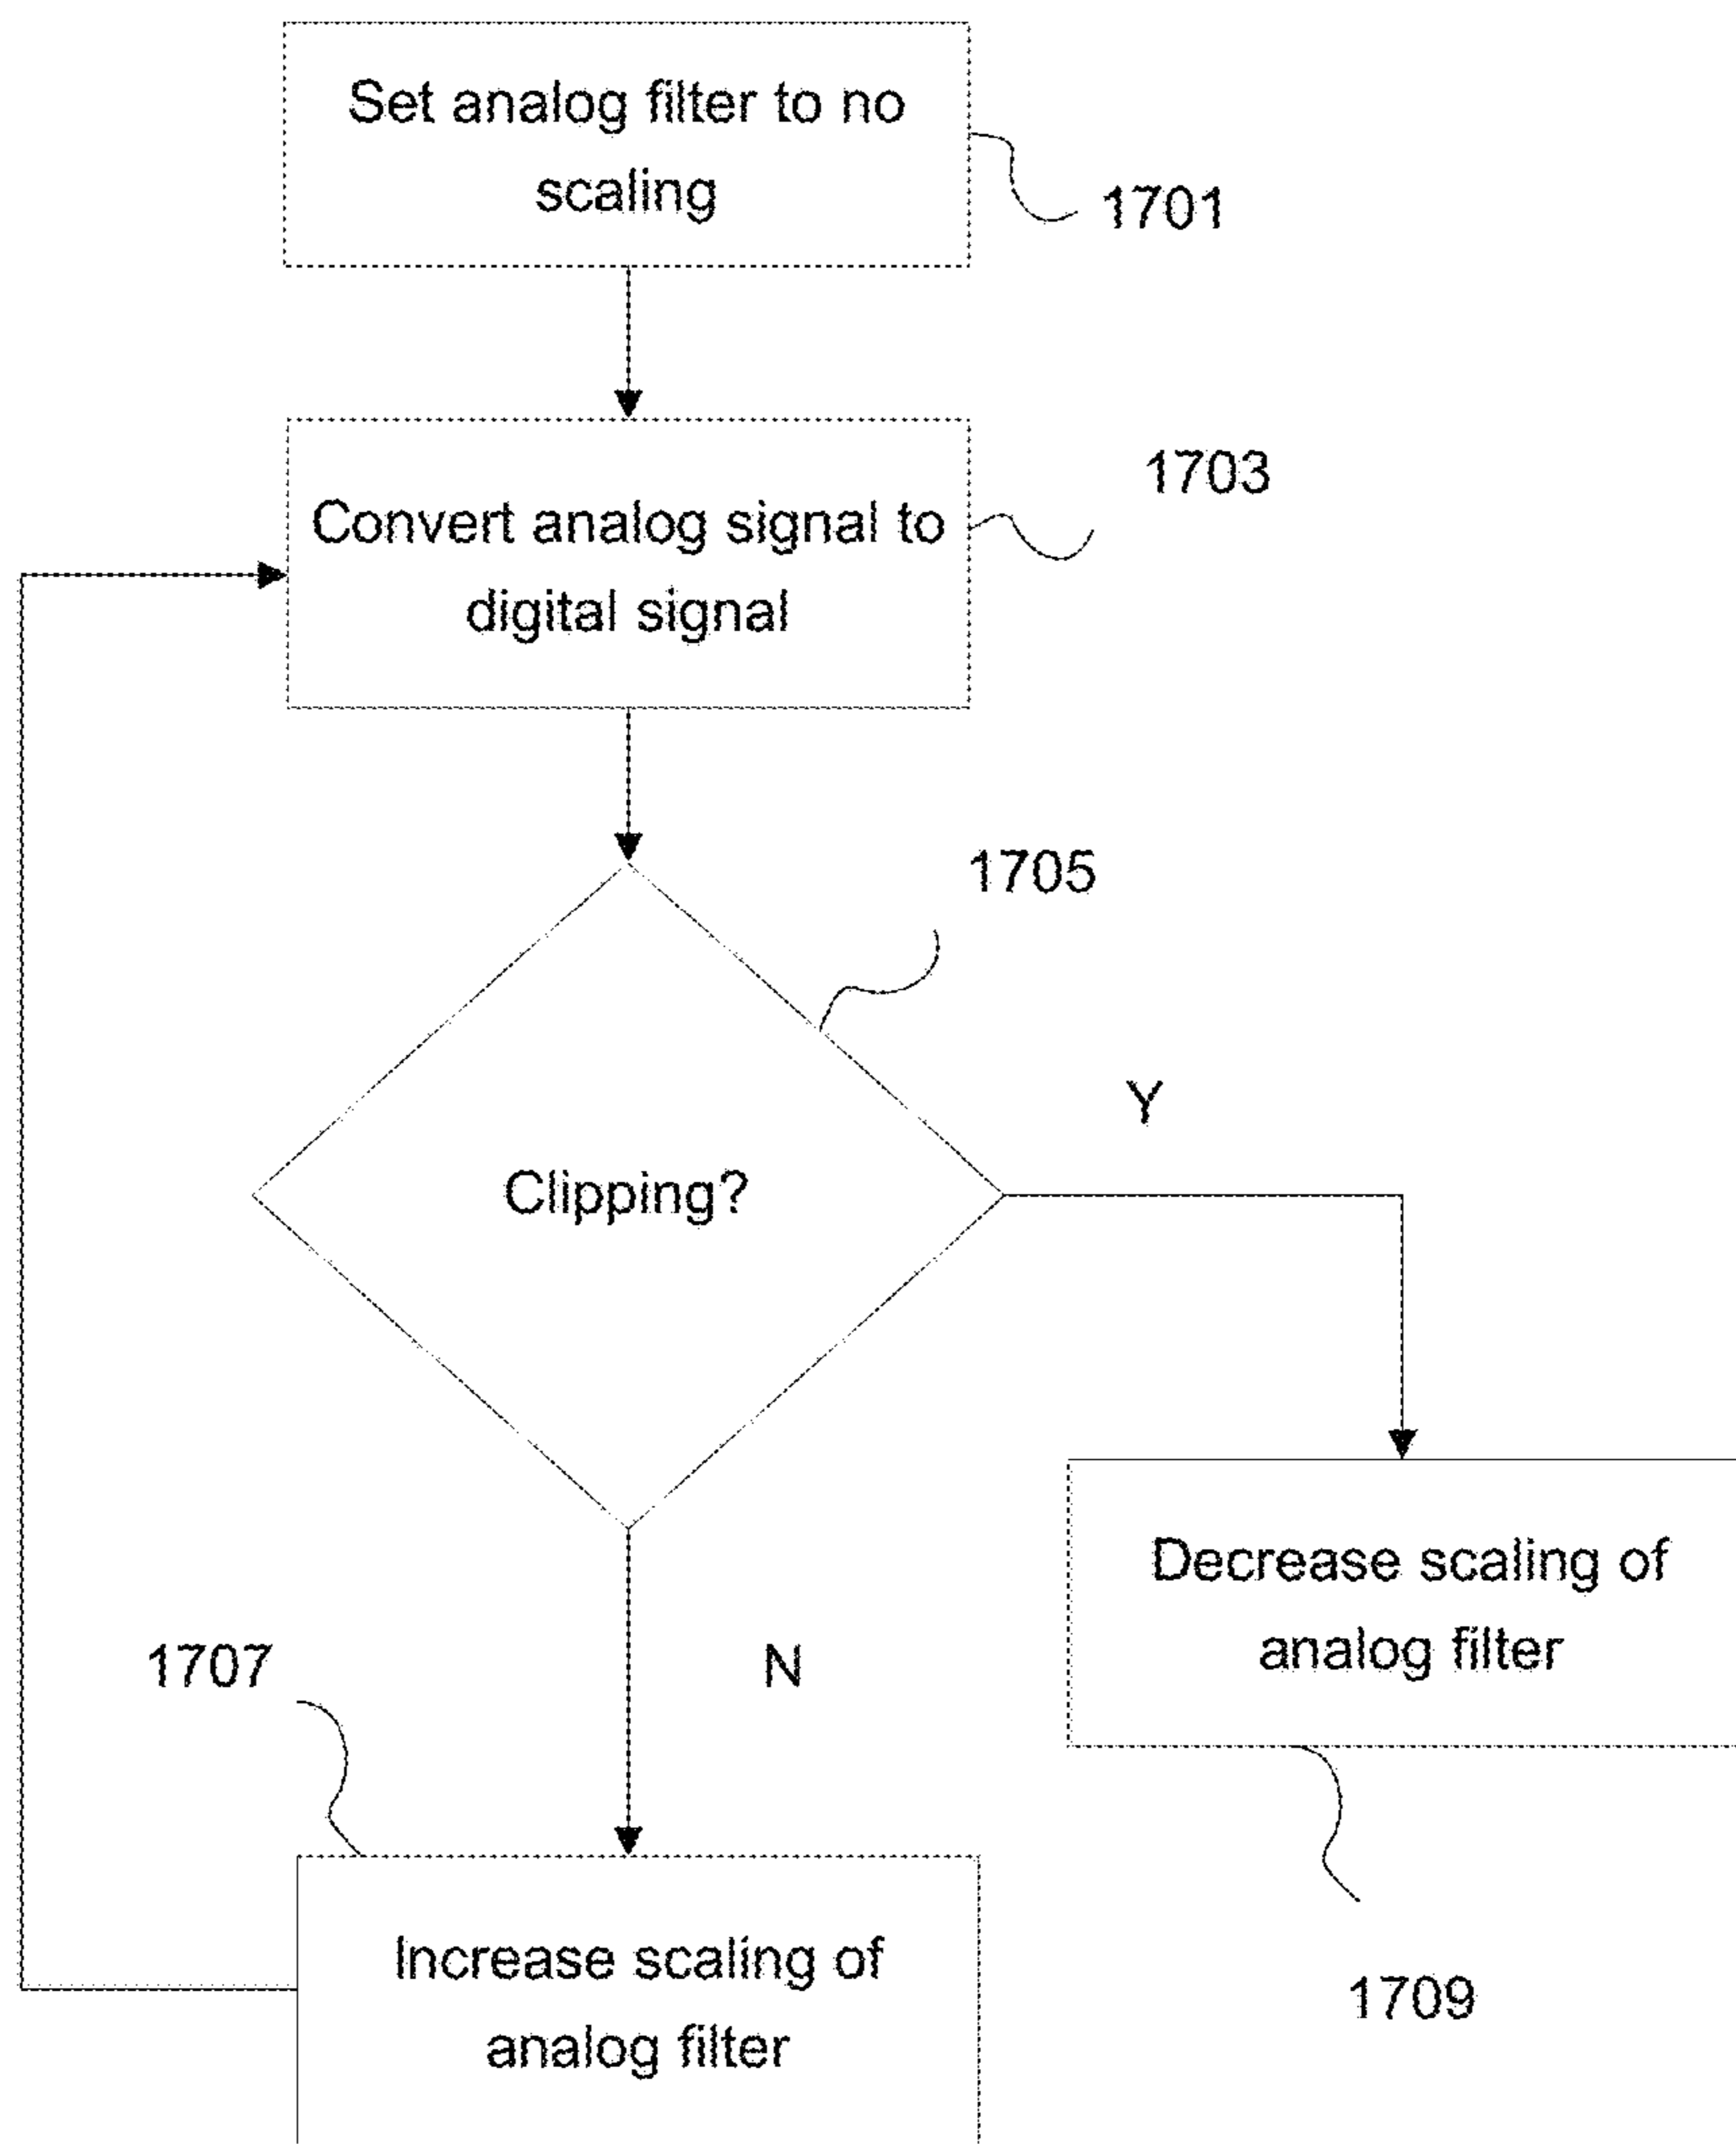 Set analog filter to no
scaling
1701
Convert analog signal to
digital signal
1703
1705
Clipping?
Y
N
Decrease scaling of
analog filter
1709
1707
Increase scaling of
analog filter